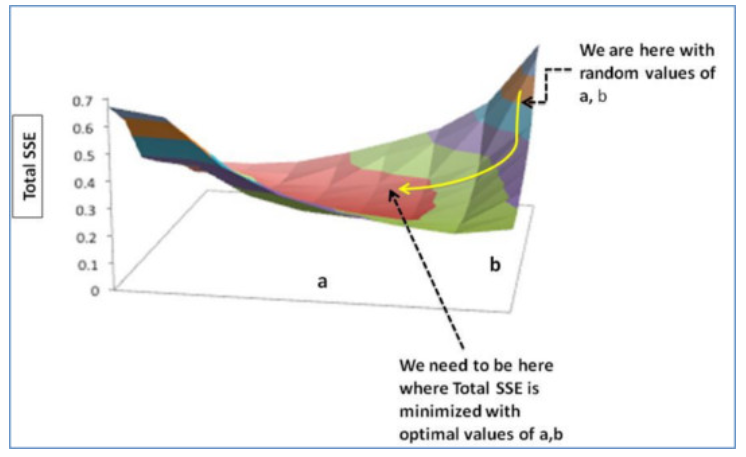 We are here with
random values of
a, b
0.7
0.6
0.5
0.4
0.3
0.2
0.1
0
Total SSE
a
b
We need to be here
where Total SSE is
minimized with
optimal values of a,b